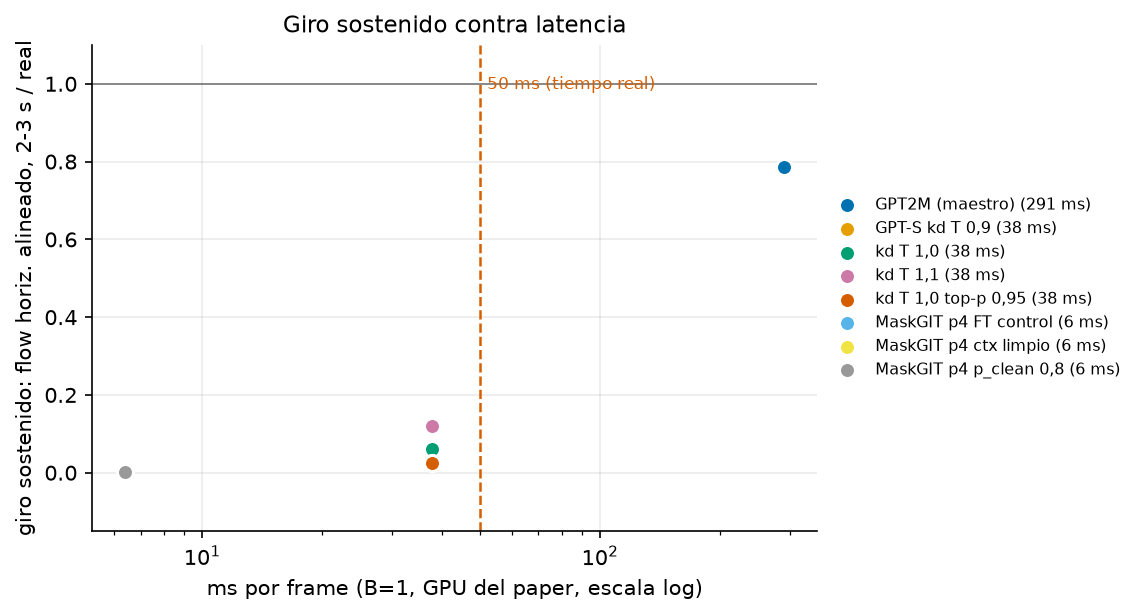 Giro sostenido contra latencia
giro sostenido: flow horiz. alineado, 2-3 s / real
1.0
0.8
0.6
0.4
0.2
0.0
50 ms (tiempo real)
10¹
10²
ms por frame (B=1, GPU del paper, escala log)
GPT2M (maestro) (291 ms)
GPT-S kd T 0,9 (38 ms)
kd T 1,0 (38 ms)
kd T 1,1 (38 ms)
kd T 1,0 top-p 0,95 (38 ms)
MaskGIT p4 FT control (6 ms)
MaskGIT p4 ctx limpio (6 ms)
MaskGIT p4 p_clean 0,8 (6 ms)